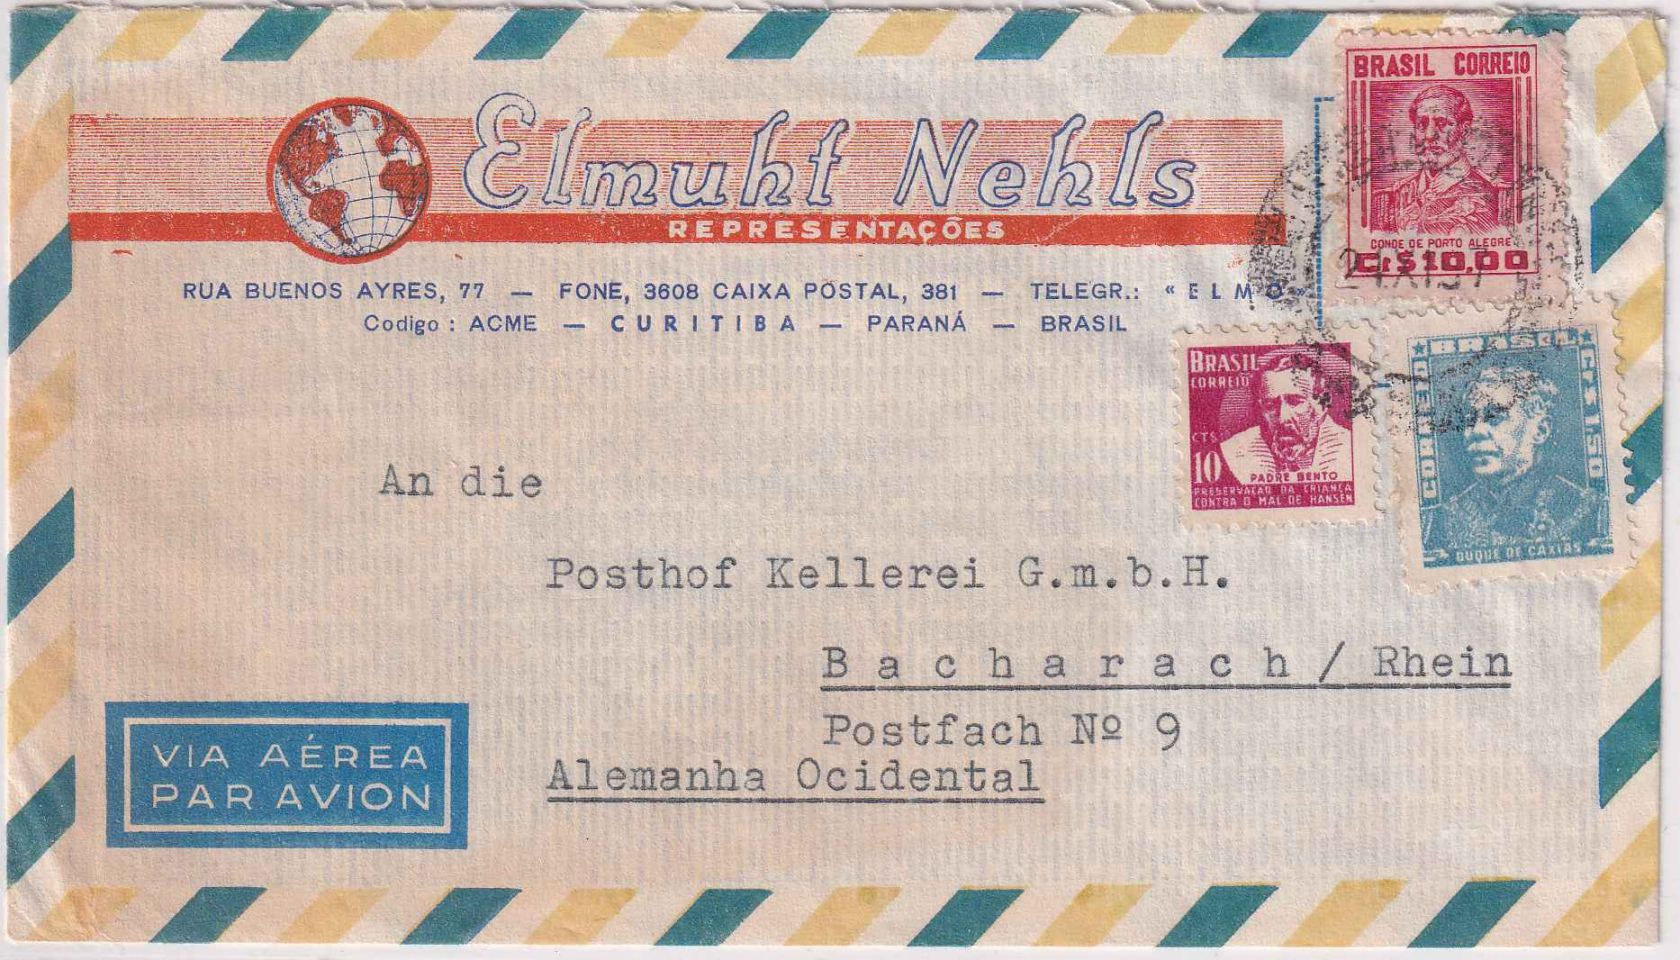 Elmuht Nehls
REPRESENTAÇÕES
RUA BUENOS AYRES, 77 — FONE, 3608 CAIXA POSTAL, 381 — TELEGR.: « E L M O »
Codigo : ACME — CURITIBA — PARANÁ — BRASIL
BRASIL CORREIO
CONDE DE PORTO ALEGRE
Cr$10,00
BRASIL
CORREIO
CTS
10
PADRE BENTO
PRESERVAÇÃO DA CRIANÇA
CONTRA O MAL DE HANSEN
BRASIL
CORREIO
Cr$ 1,50
DUQUE DE CAXIAS
An die
Posthof Kellerei G.m.b.H.
B a c h a r a c h / Rhein
Postfach Nº 9
Alemanha Ocidental
VIA AÉREA
PAR AVION